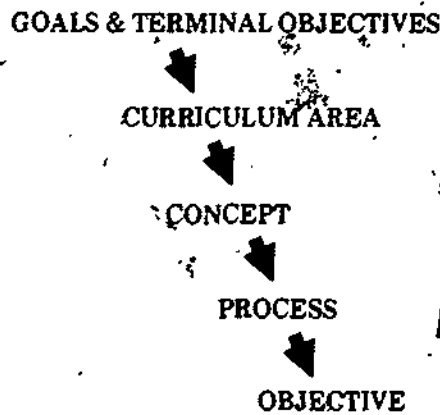 GOALS & TERMINAL OBJECTIVES
CURRICULUM AREA
CONCEPT
PROCESS
OBJECTIVE